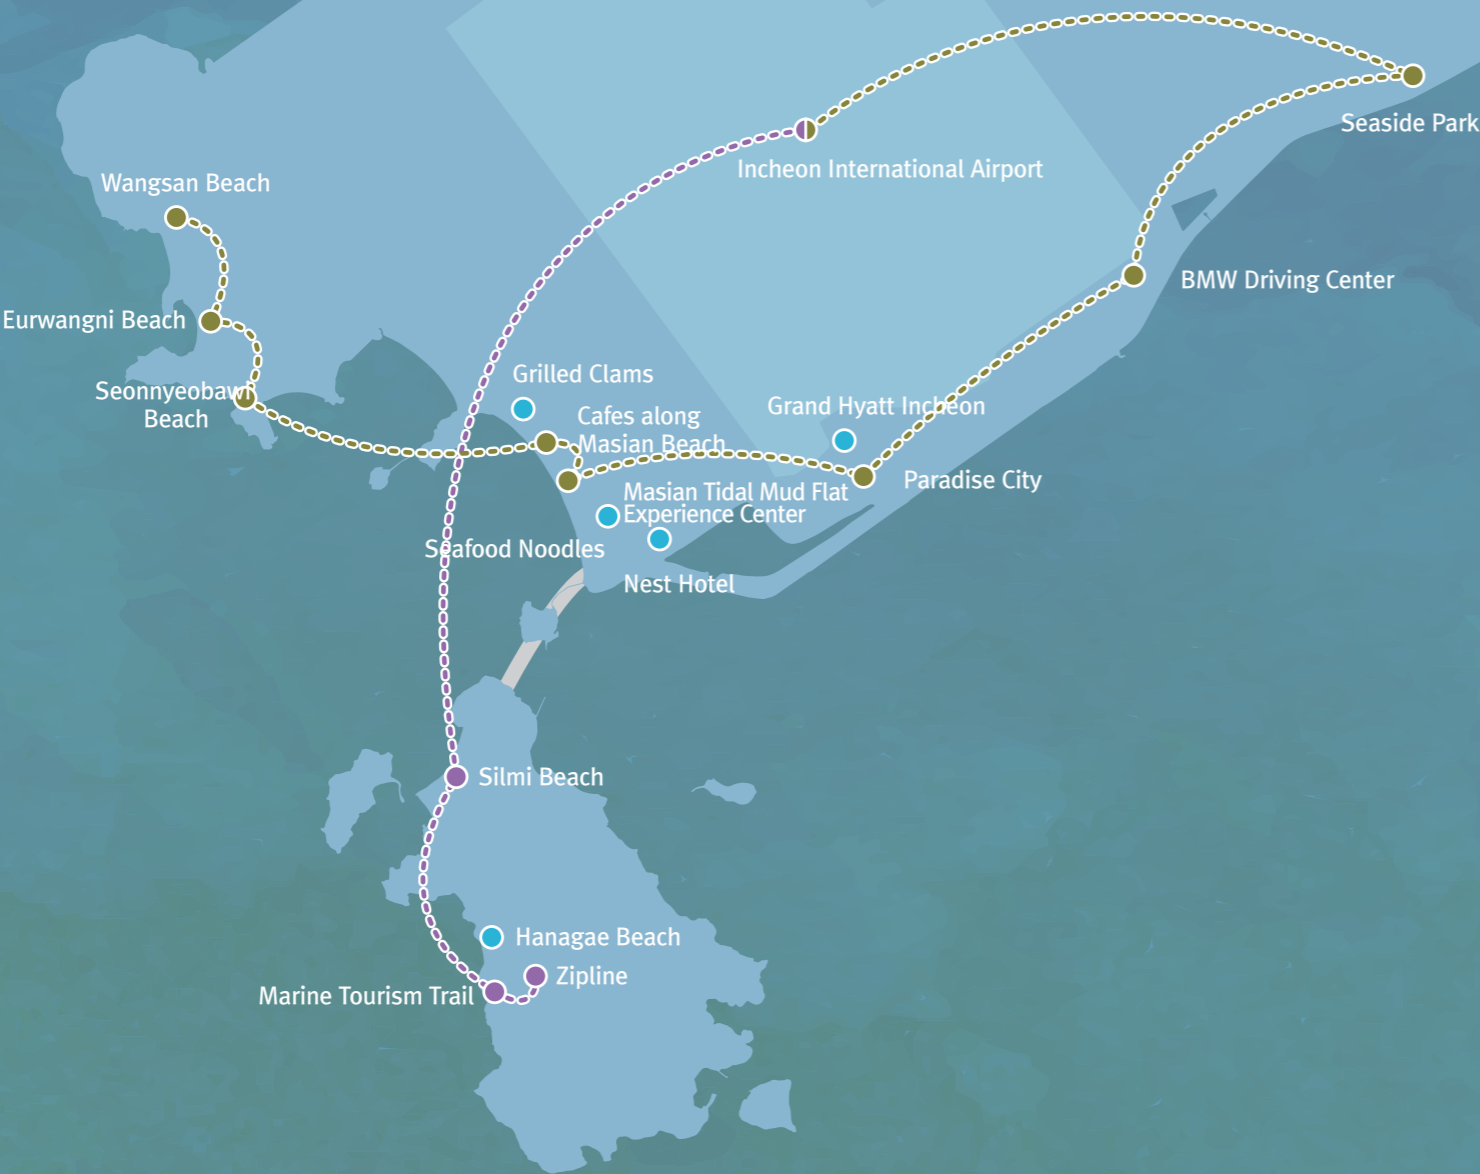 Seaside Park
Incheon International Airport
Wangsan Beach
BMW Driving Center
Eurwangni Beach
Grilled Clams
Seonnyeobawi
Beach
Grand Hyatt Incheon
Cafes along
Masian Beach
Paradise City
Masian Tidal Mud Flat
Experience Center
Seafood Noodles
Nest Hotel
Silmi Beach
Hanagae Beach
Zipline
Marine Tourism Trail